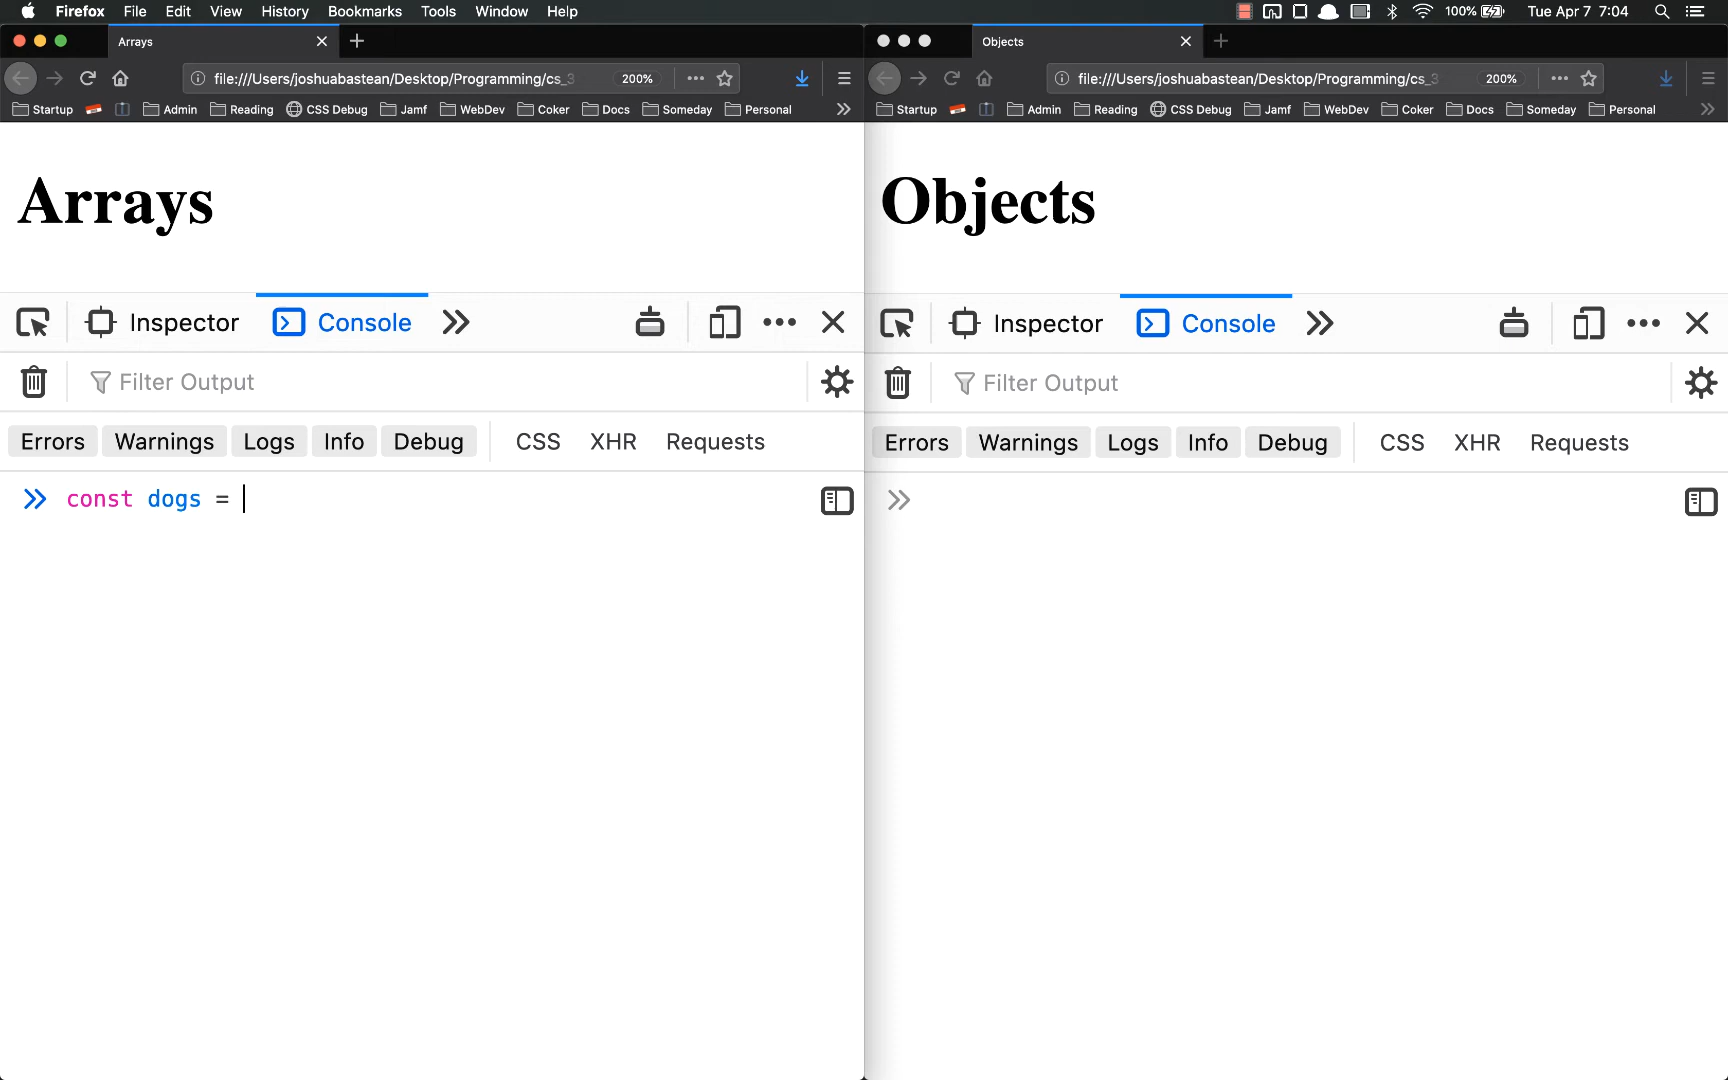 Firefox File Edit View History Bookmarks Tools Window Help 100% Tue Apr 7 7:04
Arrays
file:///Users/joshuabastean/Desktop/Programming/cs_3 200%
Startup Admin Reading CSS Debug Jamf WebDev Coker Docs Someday Personal
Arrays
Inspector Console
Filter Output
Errors Warnings Logs Info Debug CSS XHR Requests
const dogs =
Objects
file:///Users/joshuabastean/Desktop/Programming/cs_3 200%
Startup Admin Reading CSS Debug Jamf WebDev Coker Docs Someday Personal
Objects
Inspector Console
Filter Output
Errors Warnings Logs Info Debug CSS XHR Requests